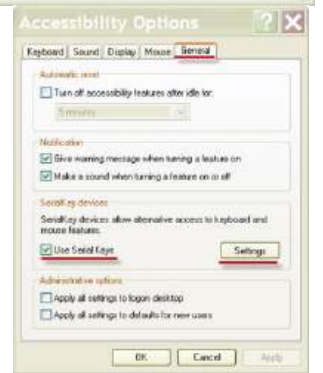 Accessibility Options
Keyboard Sound Display Mouse General
Automatic reset
Turn off accessibility features after idle for:
5 minutes
Notification
Give warning message when turning a feature on
Make a sound when turning a feature on or off
SerialKey devices
SerialKey devices allow alternative access to keyboard and
mouse features.
Use Serial Keys
Settings
Administrative options
Apply all settings to logon desktop
Apply all settings to defaults for new users
OK Cancel Apply